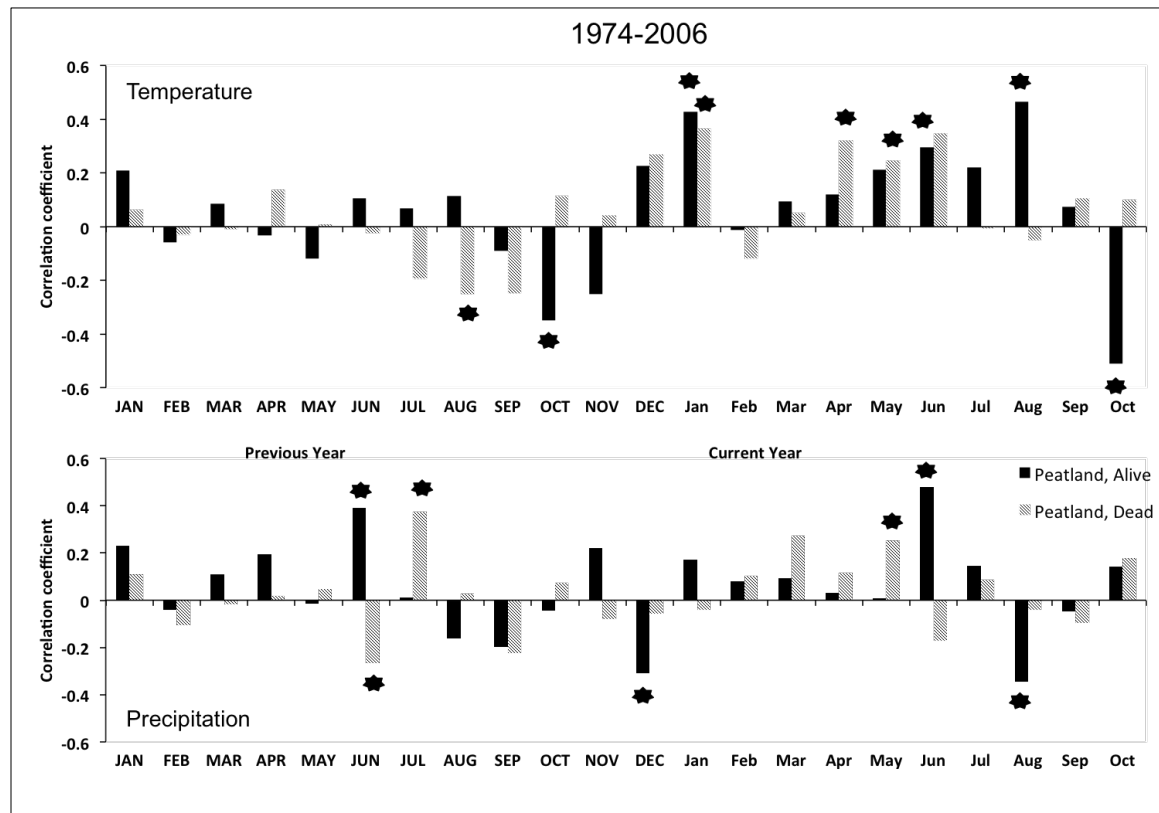 1974-2006
Temperature
Correlation coefficient
0.6
0.4
0.2
0
-0.2
-0.4
-0.6
JAN FEB MAR APR MAY JUN JUL AUG SEP OCT NOV DEC Jan Feb Mar Apr May Jun Jul Aug Sep Oct
Previous Year Current Year
Correlation coefficient
0.6
0.4
0.2
0
-0.2
-0.4
-0.6
Peatland, Alive
Peatland, Dead
Precipitation
JAN FEB MAR APR MAY JUN JUL AUG SEP OCT NOV DEC Jan Feb Mar Apr May Jun Jul Aug Sep Oct